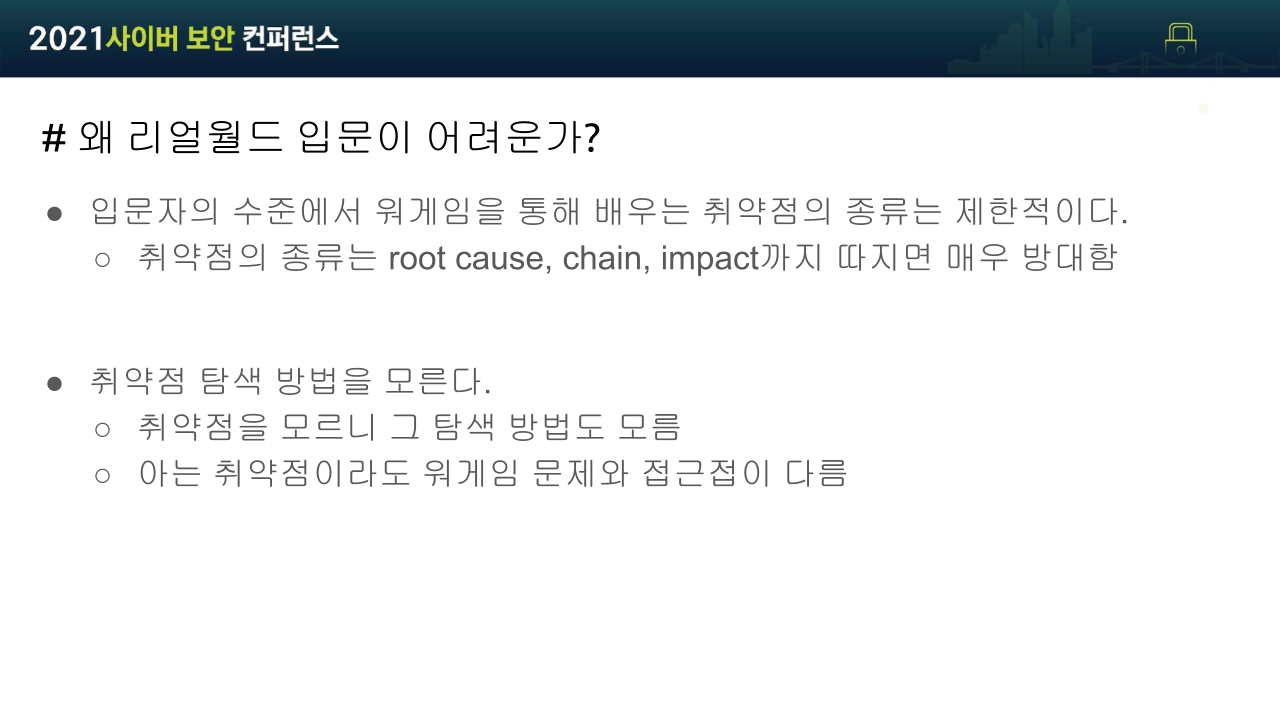 2021사이버 보안 컨퍼런스
# 왜 리얼월드 입문이 어려운가?
● 입문자의 수준에서 워게임을 통해 배우는 취약점의 종류는 제한적이다.
○ 취약점의 종류는 root cause, chain, impact까지 따지면 매우 방대함
● 취약점 탐색 방법을 모른다.
○ 취약점을 모르니 그 탐색 방법도 모름
○ 아는 취약점이라도 워게임 문제와 접근접이 다름